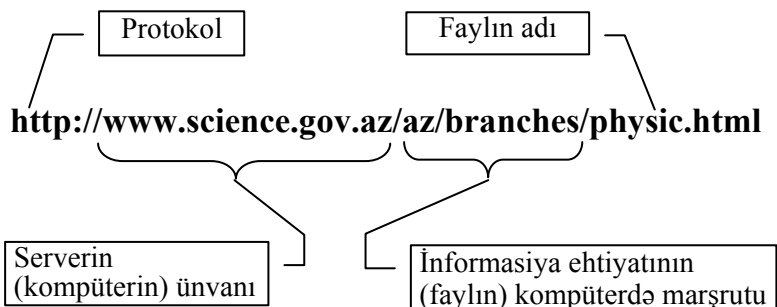 Protokol
Faylın adı
http://www.science.gov.az/az/branches/physic.html
Serverin
(kompüterin) ünvanı
İnformasiya ehtiyatının
(faylın) kompüterdə marşrutu